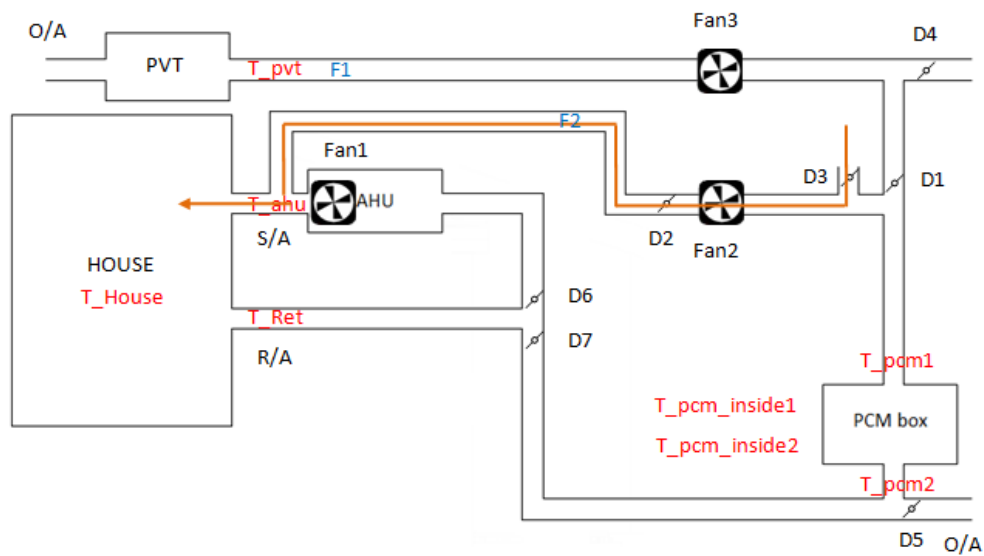 O/A
Fan3
D4
PVT
T_pvt
F1
F2
Fan1
D3
D1
AHU
T_ahu
S/A
D2
Fan2
HOUSE
T_House
D6
T_Ret
D7
R/A
T_pcm1
T_pcm_inside1
PCM box
T_pcm_inside2
T_pcm2
D5
O/A